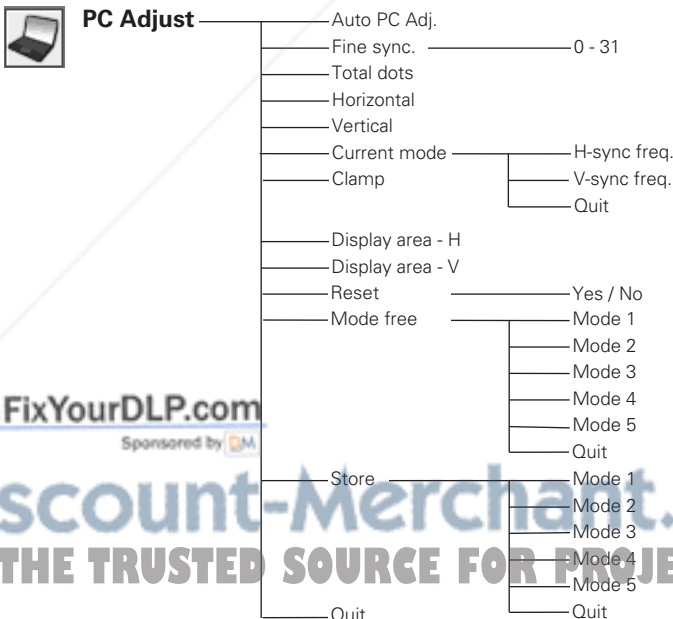 PC Adjust
Auto PC Adj.
Fine sync. 0 - 31
Total dots
Horizontal
Vertical
Current mode H-sync freq.
Clamp V-sync freq.
Quit
Display area - H
Display area - V
Reset Yes / No
Mode free Mode 1
Mode 2
Mode 3
Mode 4
FixYourDLP.com
Mode 5
Sponsored by DM
Quit
Store Mode 1
scount-Merchant.
Mode 2
Mode 3
THE TRUSTED SOURCE FOR PROJE
Mode 4
Mode 5
Quit Quit